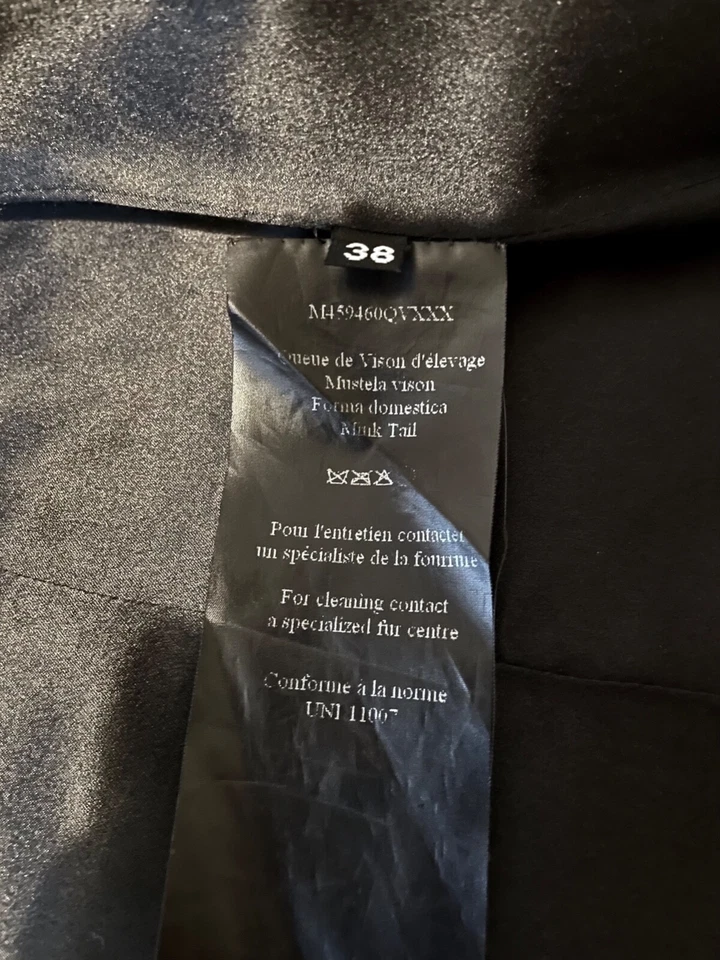 38
M459460QVXXX
Queue de Vison d'élevage
Mustela vison
Forma domestica
Mink Tail
Pour l'entretien contacter
un spécialiste de la fourrure
For cleaning contact
a specialized fur centre
Conforme à la norme
UNI 11007